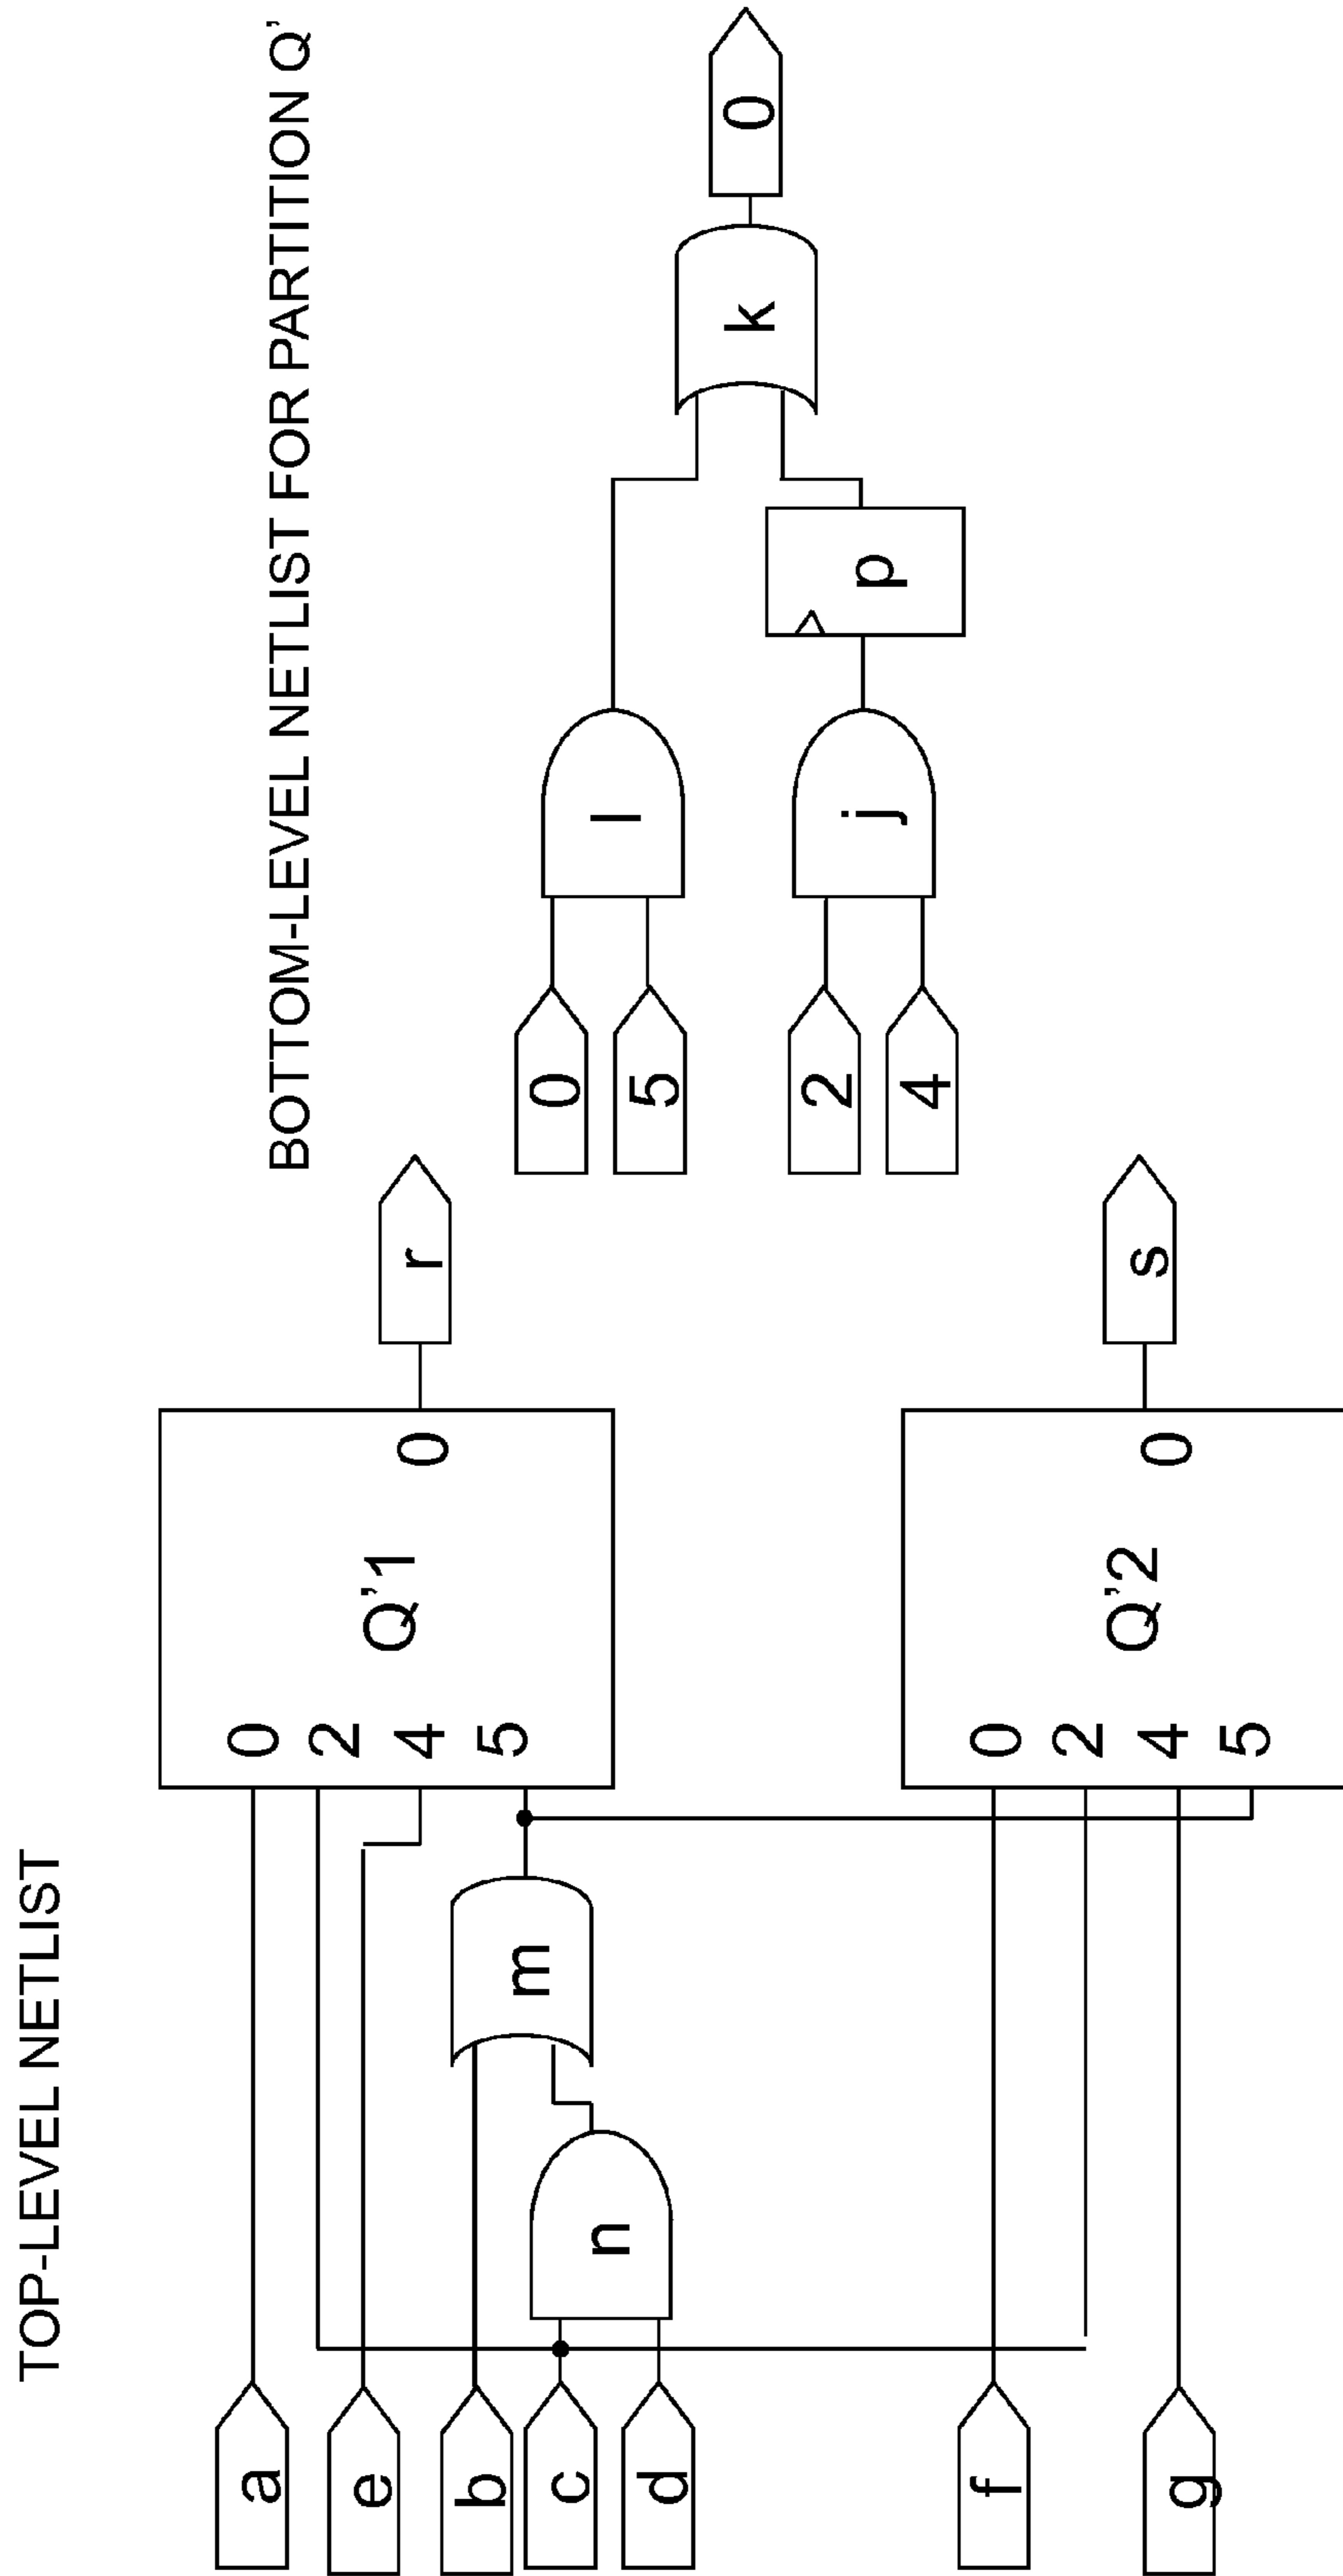 TOP-LEVEL NETLIST
BOTTOM-LEVEL NETLIST FOR PARTITION Q'
a
e
b
c
d
f
g
n
m
0
2
4
5
Q'1
0
r
0
2
4
5
Q'2
0
s
0
5
2
4
l
j
p
k
0